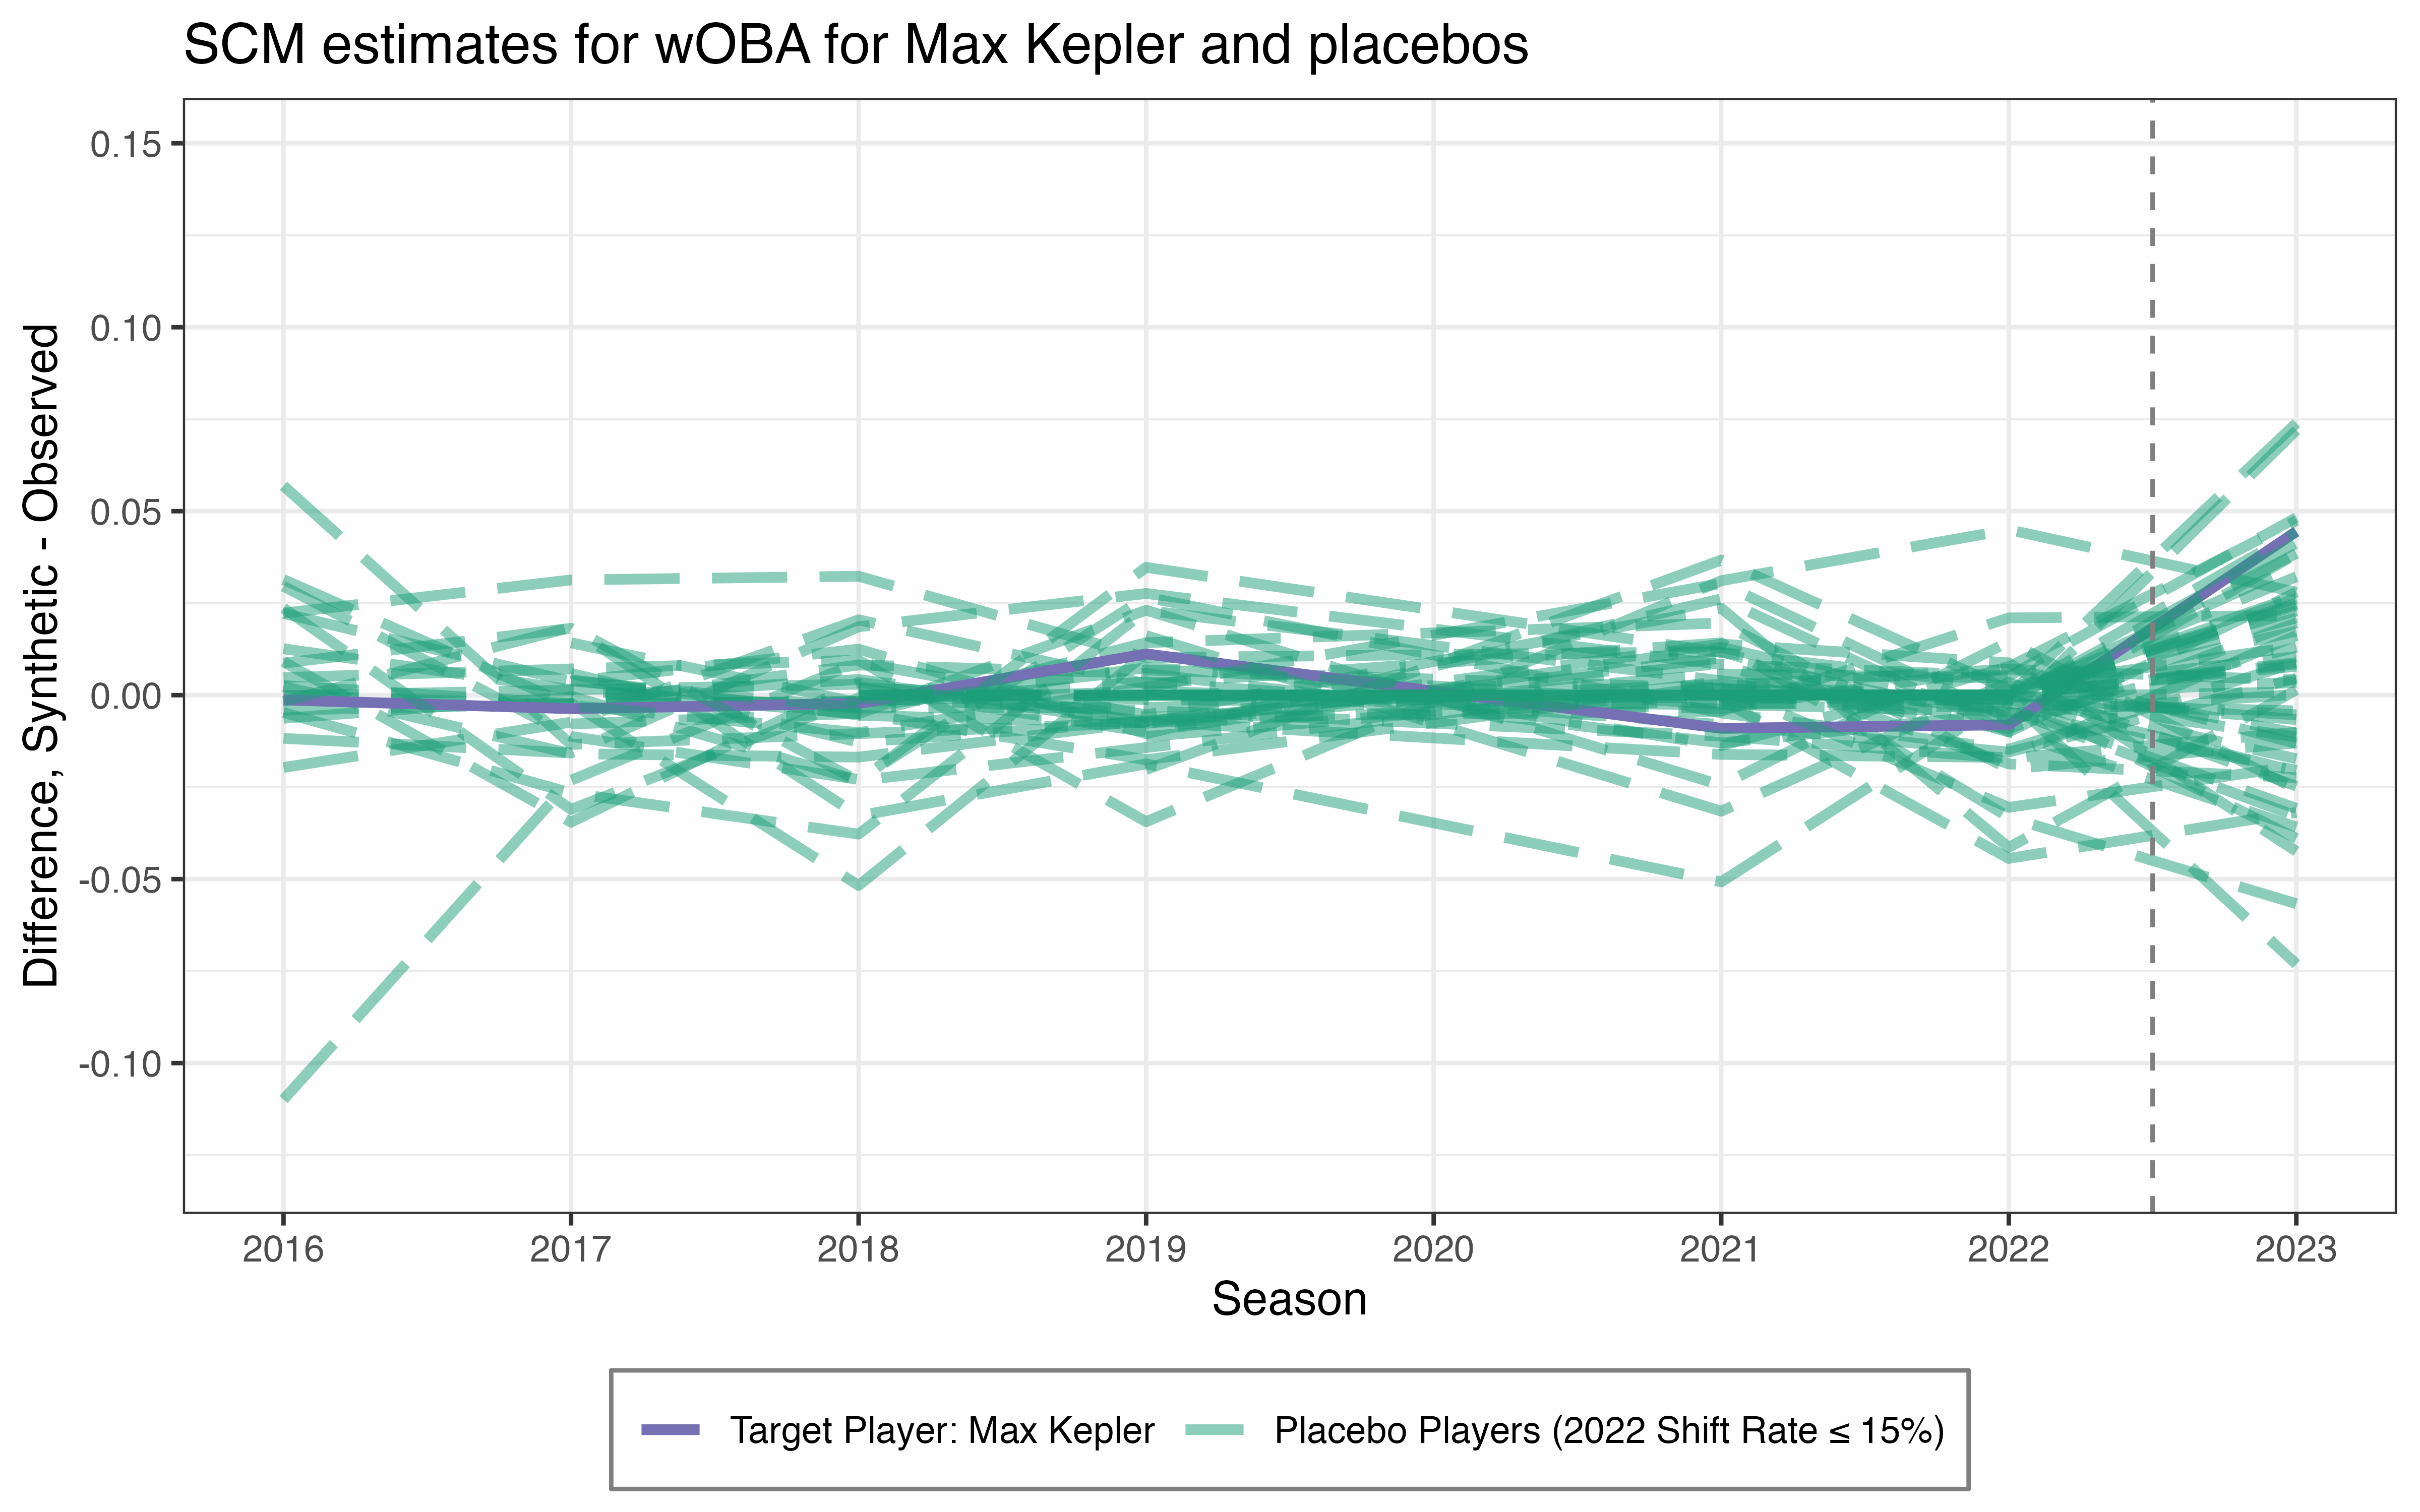 SCM estimates for wOBA for Max Kepler and placebos
Difference, Synthetic - Observed
0.15
0.10
0.05
0.00
-0.05
-0.10
2016 2017 2018 2019 2020 2021 2022 2023
Season
Target Player: Max Kepler Placebo Players (2022 Shift Rate ≤ 15%)